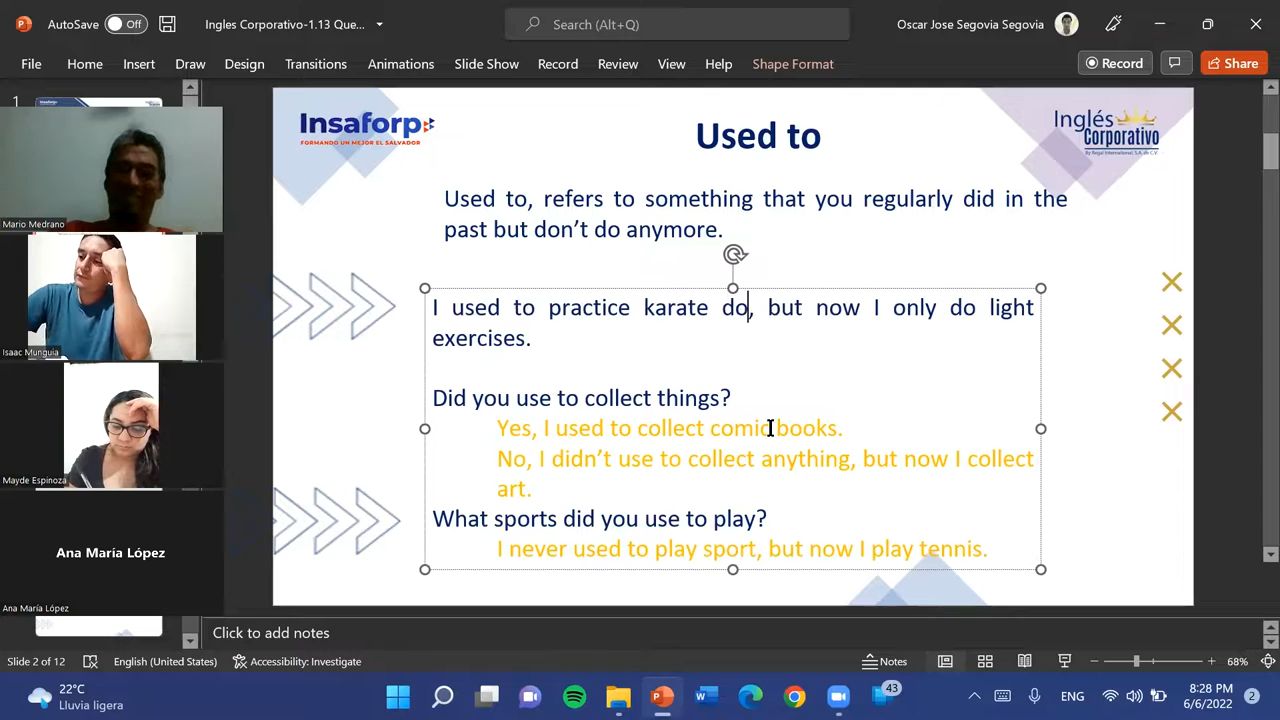 AutoSave
Off
Ingles Corporativo-1.13 Que...
Search (Alt+Q)
Oscar Jose Segovia Segovia
File
Home
Insert
Draw
Design
Transitions
Animations
Slide Show
Record
Review
View
Help
Shape Format
Record
Share
1
Mario Medrano
Isaac Munguia
Mayde Espinoza
Ana María López
Ana María López
Insaforp
FORMANDO UN MEJOR EL SALVADOR
Inglés
Corporativo
By Regal International, S.A. de C.V.
Used to
Used to, refers to something that you regularly did in the
past but don't do anymore.
I used to practice karate do, but now I only do light
exercises.
Did you use to collect things?
Yes, I used to collect comic books.
No, I didn't use to collect anything, but now I collect
art.
What sports did you use to play?
I never used to play sport, but now I play tennis.
Click to add notes
Slide 2 of 12
English (United States)
Accessibility: Investigate
Notes
68%
22°C
Lluvia ligera
43
ENG
8:28 PM
6/6/2022
2